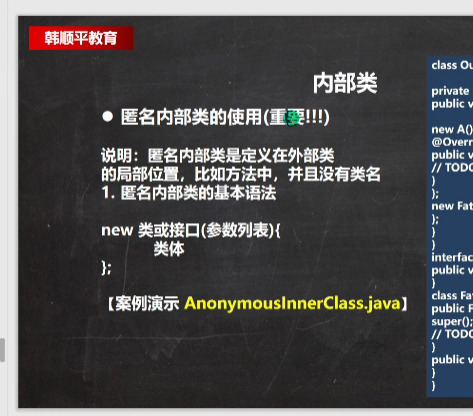 韩顺平教育
内部类
● 匿名内部类的使用(重要!!!)
说明：匿名内部类是定义在外部类
的局部位置，比如方法中，并且没有类名
1. 匿名内部类的基本语法
new 类或接口(参数列表){
类体
};
【案例演示 AnonymousInnerClass.java】
class Ou
private
public v
new A()
@Overr
public v
// TODO
}
};
new Fat
};
}
}
interfac
public v
}
class Fa
public F
super();
// TODO
}
public v
}
}